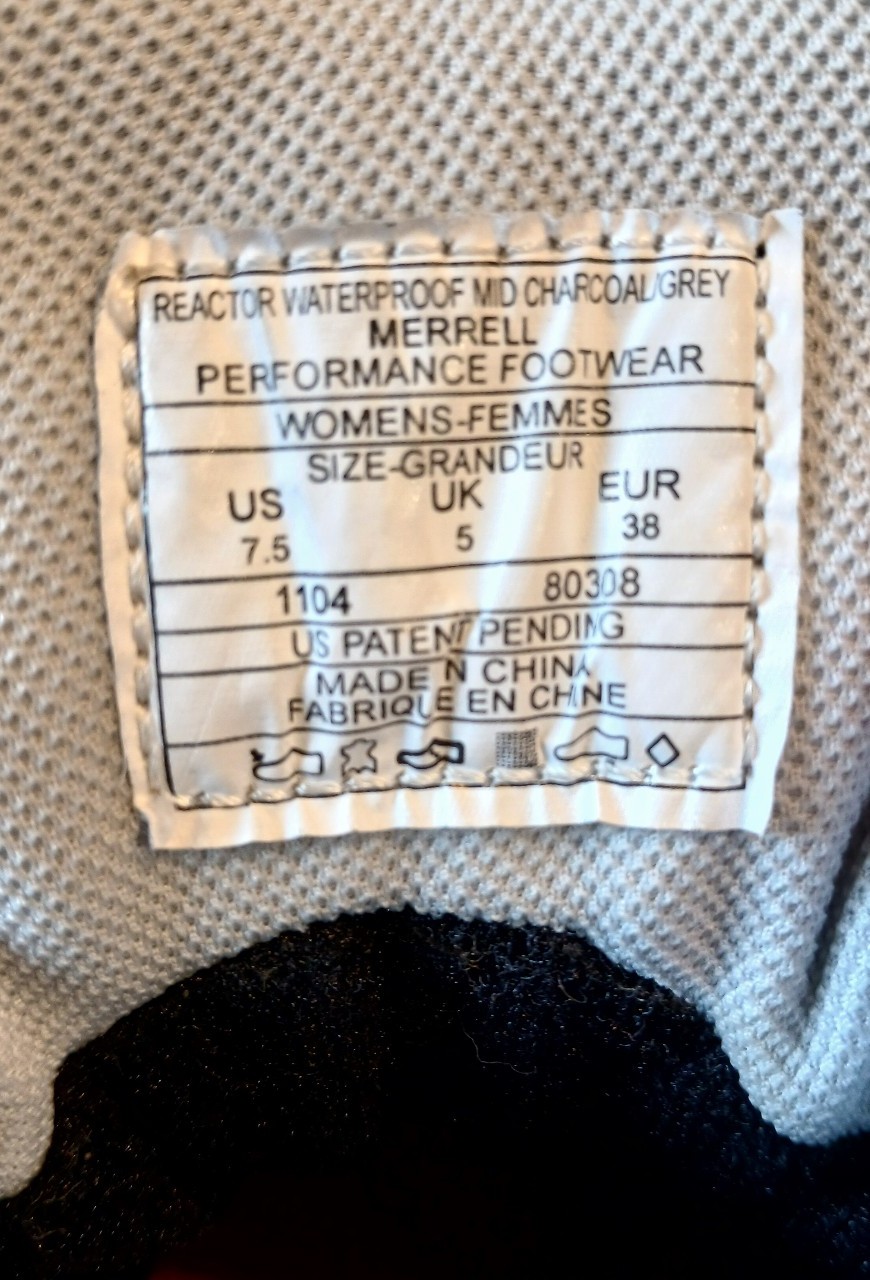 REACTOR WATERPROOF MID CHARCOAL/GREY
MERRELL
PERFORMANCE FOOTWEAR
WOMENS-FEMMES
SIZE-GRANDEUR
US UK EUR
7.5 5 38
1104 80308
US PATENT PENDING
MADE IN CHINA
FABRIQUE EN CHINE